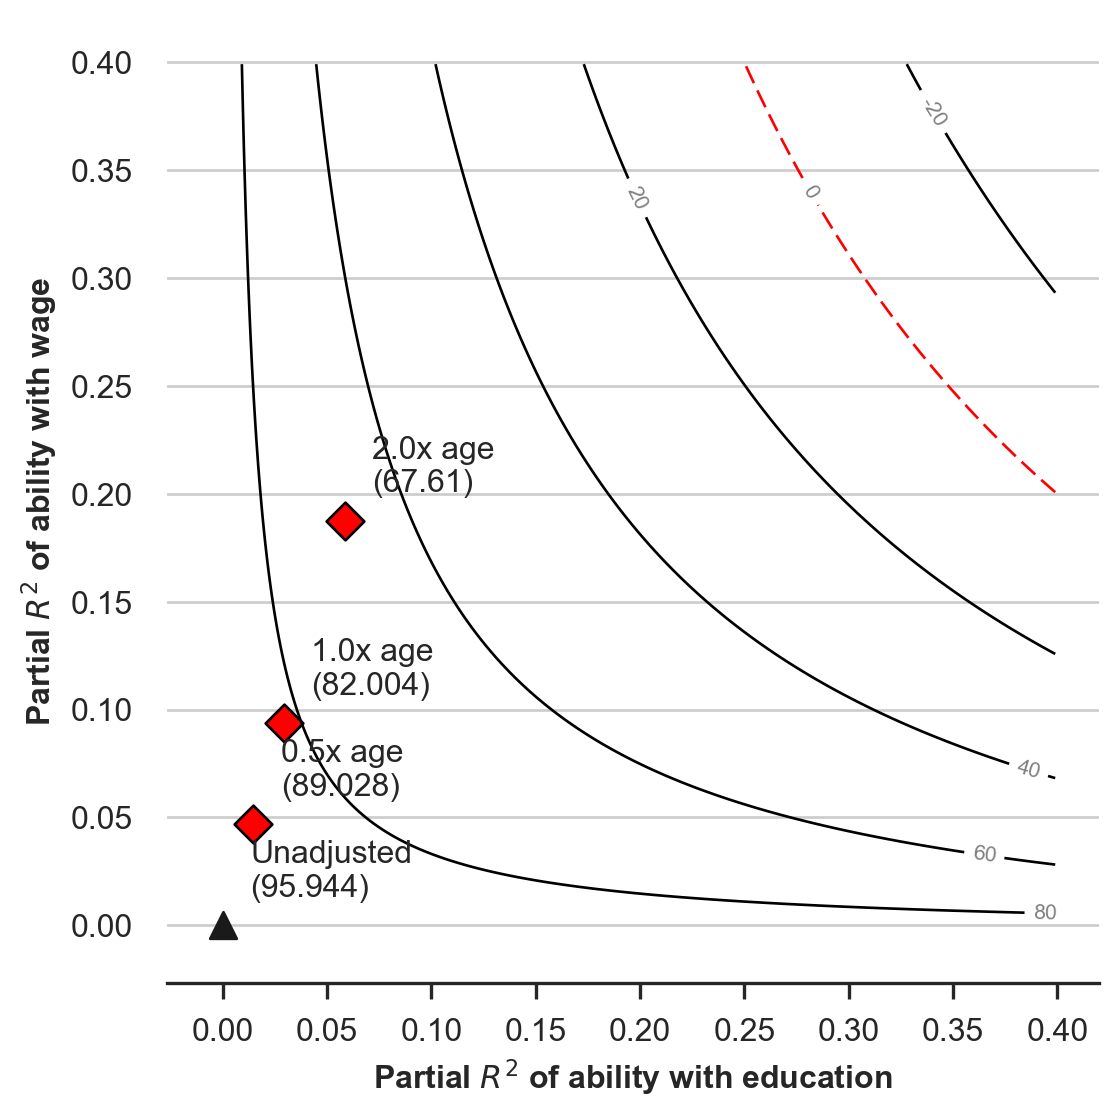 0.40
0.35
0.30
0.25
0.20
0.15
0.10
0.05
0.00
Partial R² of ability with wage
-20
0
20
40
60
80
2.0x age
(67.61)
1.0x age
(82.004)
0.5x age
(89.028)
Unadjusted
(95.944)
0.00 0.05 0.10 0.15 0.20 0.25 0.30 0.35 0.40
Partial R² of ability with education